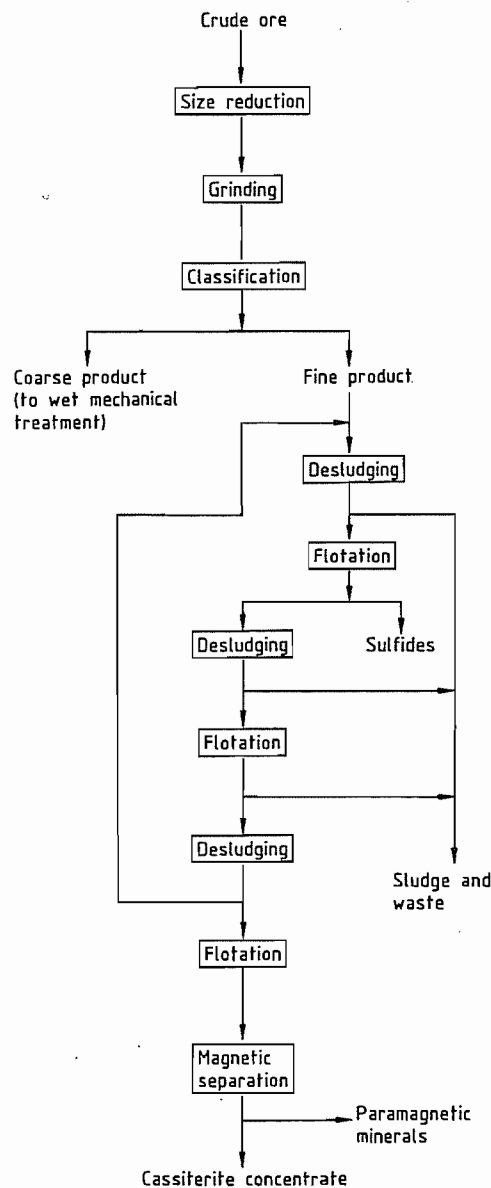 Crude ore
Size reduction
Grinding
Classification
Coarse product
(to wet mechanical
treatment)
Fine product
Desludging
Flotation
Desludging
Sulfides
Flotation
Desludging
Sludge and
waste
Flotation
Magnetic
separation
Paramagnetic
minerals
Cassiterite concentrate